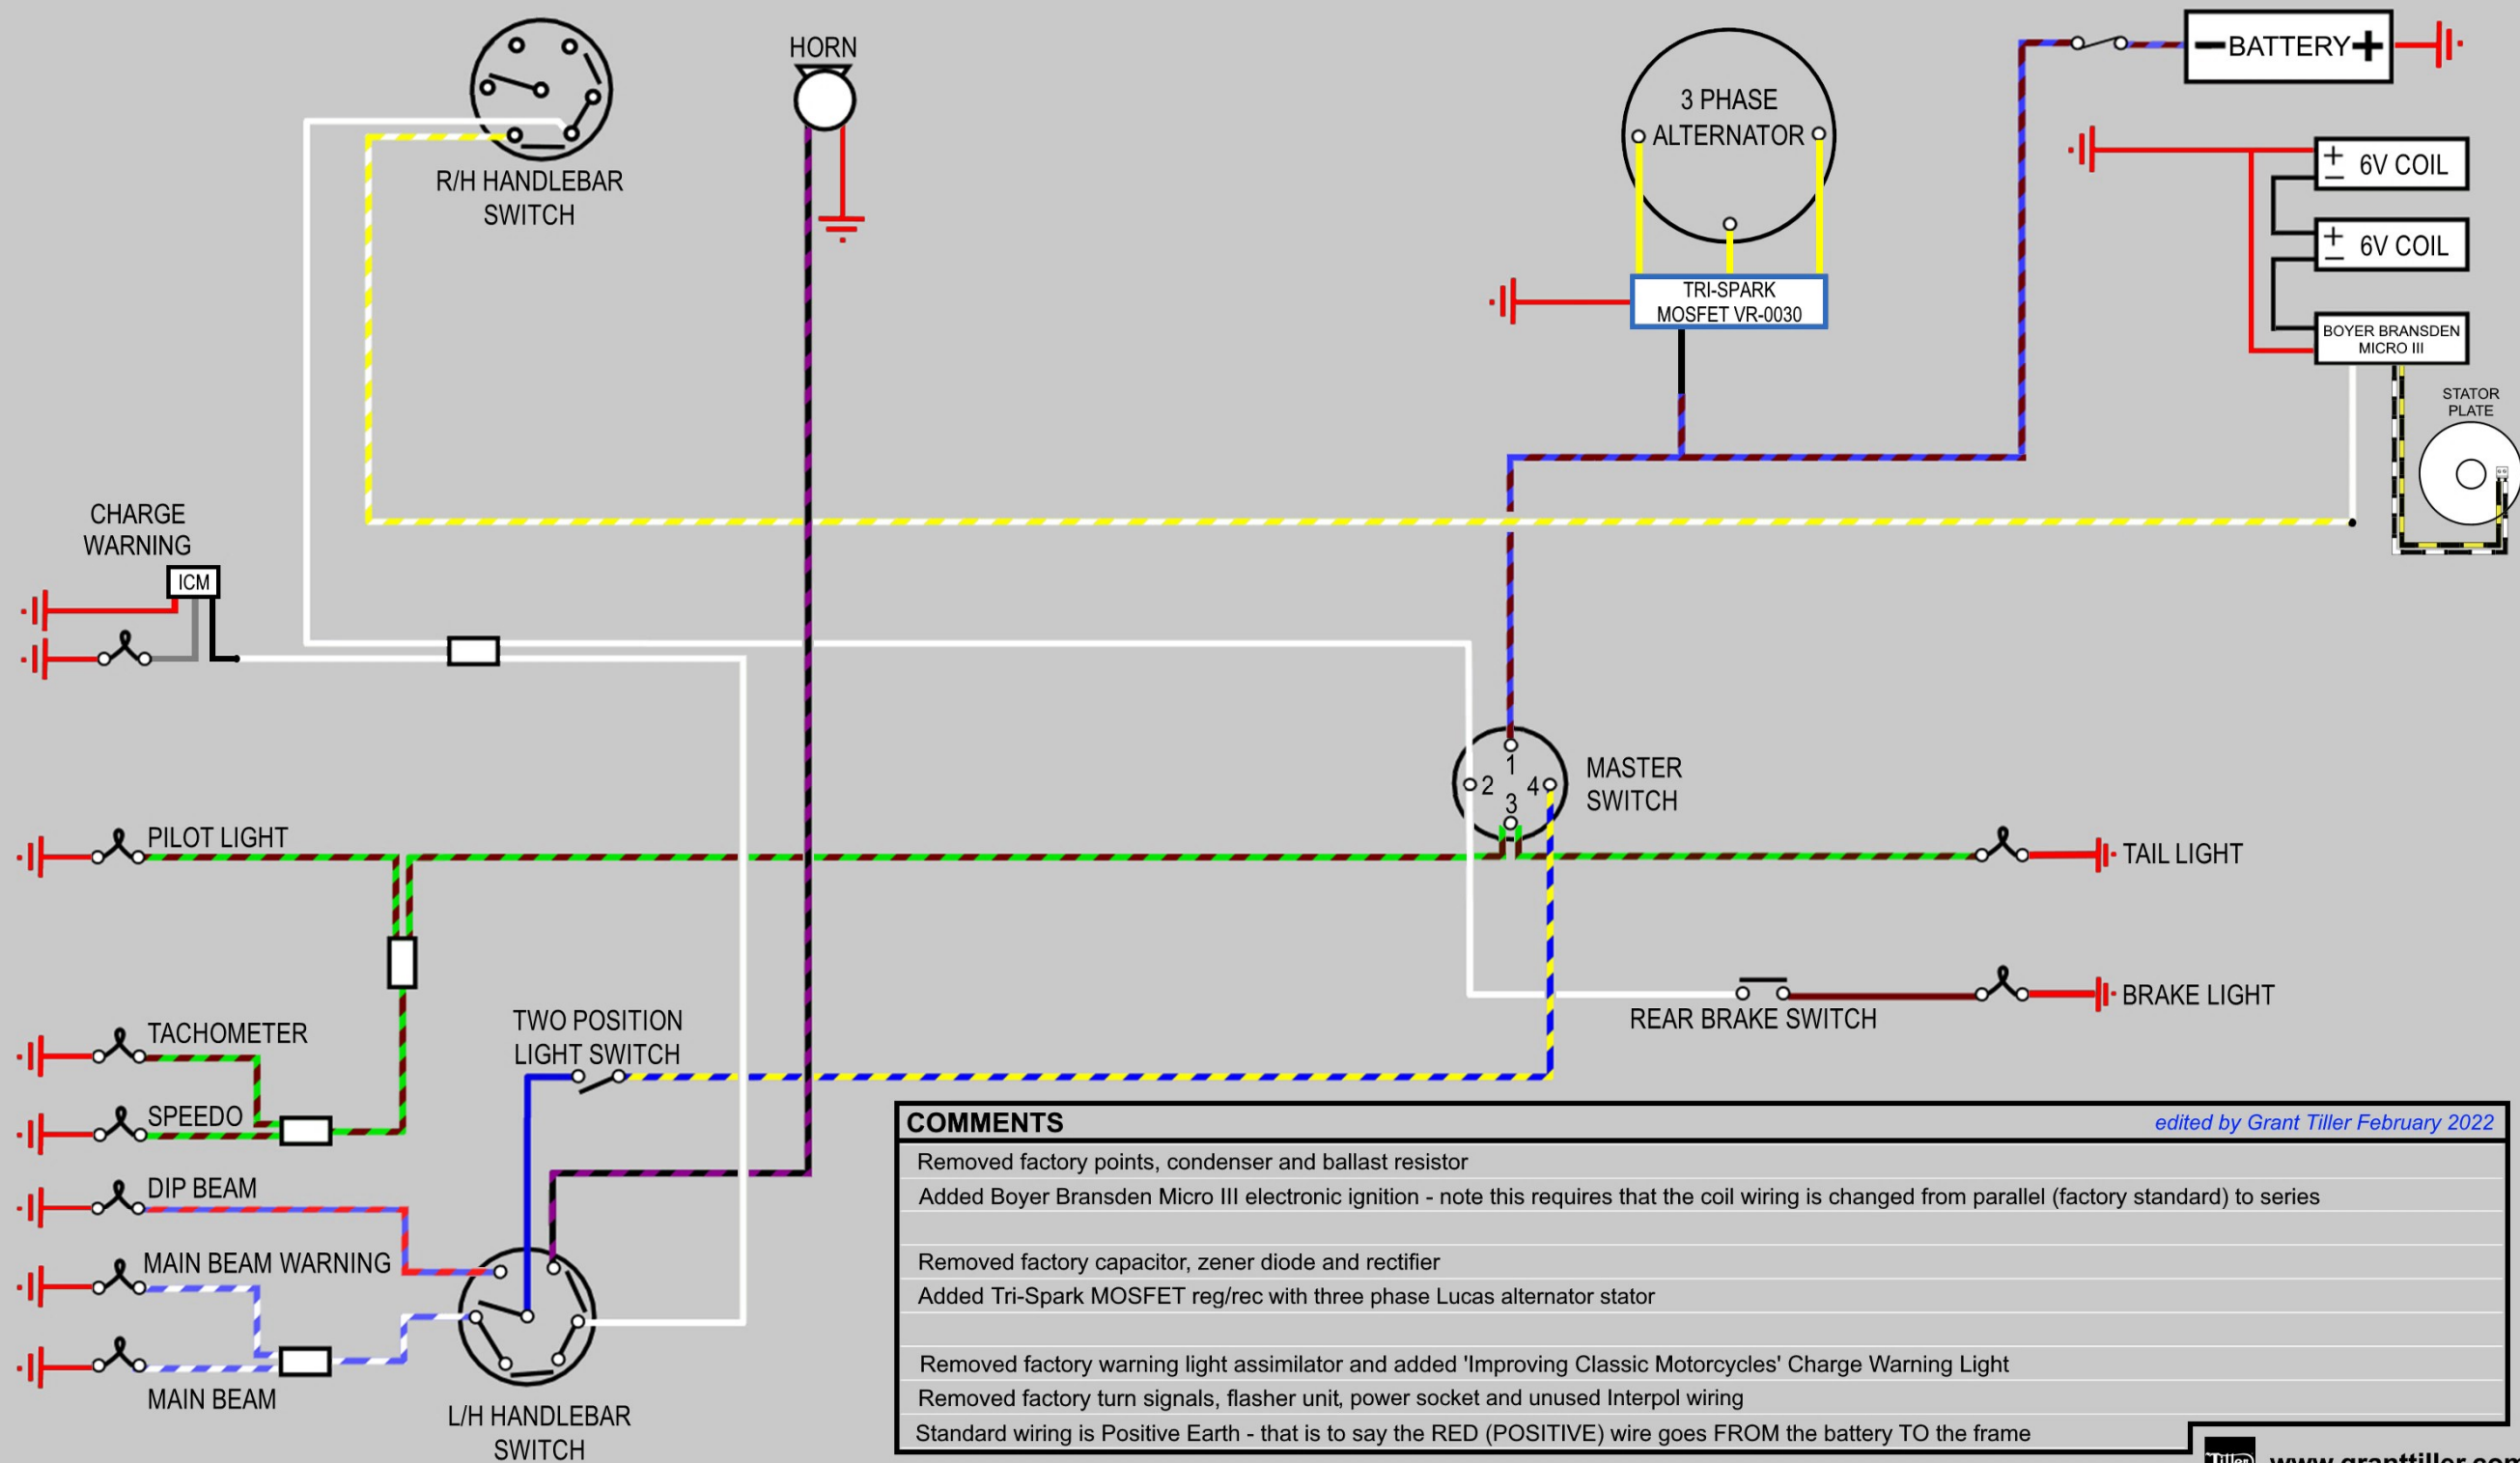 HORN
3 PHASE
ALTERNATOR
− BATTERY +
+
− 6V COIL
+
− 6V COIL
R/H HANDLEBAR
SWITCH
TRI-SPARK
MOSFET VR-0030
BOYER BRANSDEN
MICRO III
STATOR
PLATE
CHARGE
WARNING
ICM
MASTER
SWITCH
1
2
4
3
PILOT LIGHT
TAIL LIGHT
BRAKE LIGHT
REAR BRAKE SWITCH
TACHOMETER
TWO POSITION
LIGHT SWITCH
SPEEDO
DIP BEAM
MAIN BEAM WARNING
MAIN BEAM
L/H HANDLEBAR
SWITCH
COMMENTS
edited by Grant Tiller February 2022
Removed factory points, condenser and ballast resistor
Added Boyer Bransden Micro III electronic ignition - note this requires that the coil wiring is changed from parallel (factory standard) to series
Removed factory capacitor, zener diode and rectifier
Added Tri-Spark MOSFET reg/rec with three phase Lucas alternator stator
Removed factory warning light assimilator and added 'Improving Classic Motorcycles' Charge Warning Light
Removed factory turn signals, flasher unit, power socket and unused Interpol wiring
Standard wiring is Positive Earth - that is to say the RED (POSITIVE) wire goes FROM the battery TO the frame
Tiller
www.granttiller.com